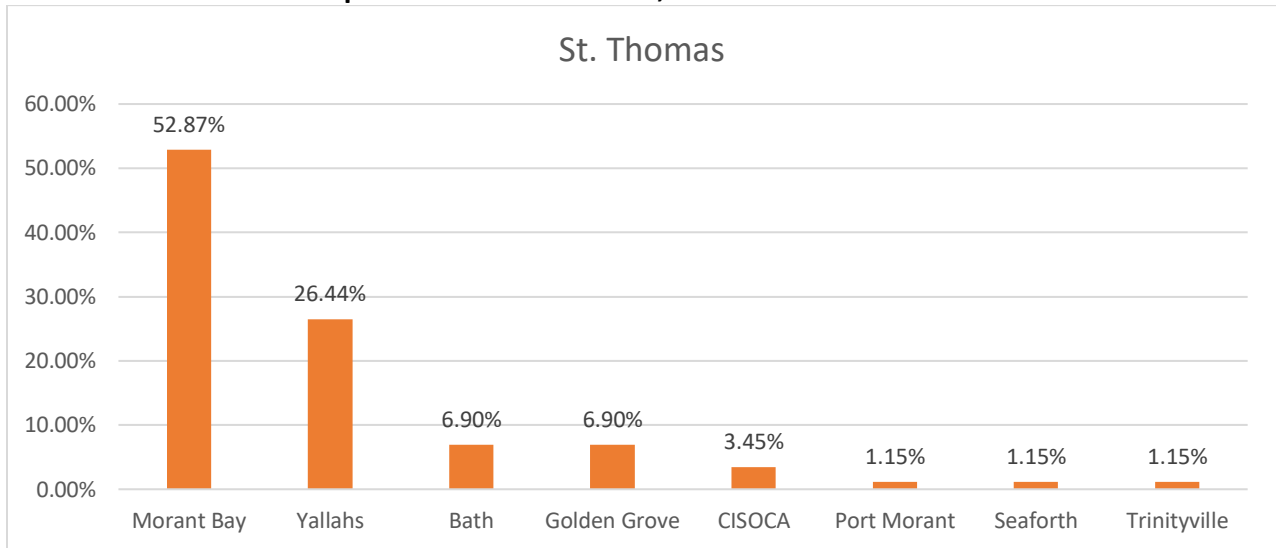 St. Thomas
60.00%
50.00%
40.00%
30.00%
20.00%
10.00%
0.00%
52.87%
26.44%
6.90%
6.90%
3.45%
1.15%
1.15%
1.15%
Morant Bay
Yallahs
Bath
Golden Grove
CISOCA
Port Morant
Seaforth
Trinityville